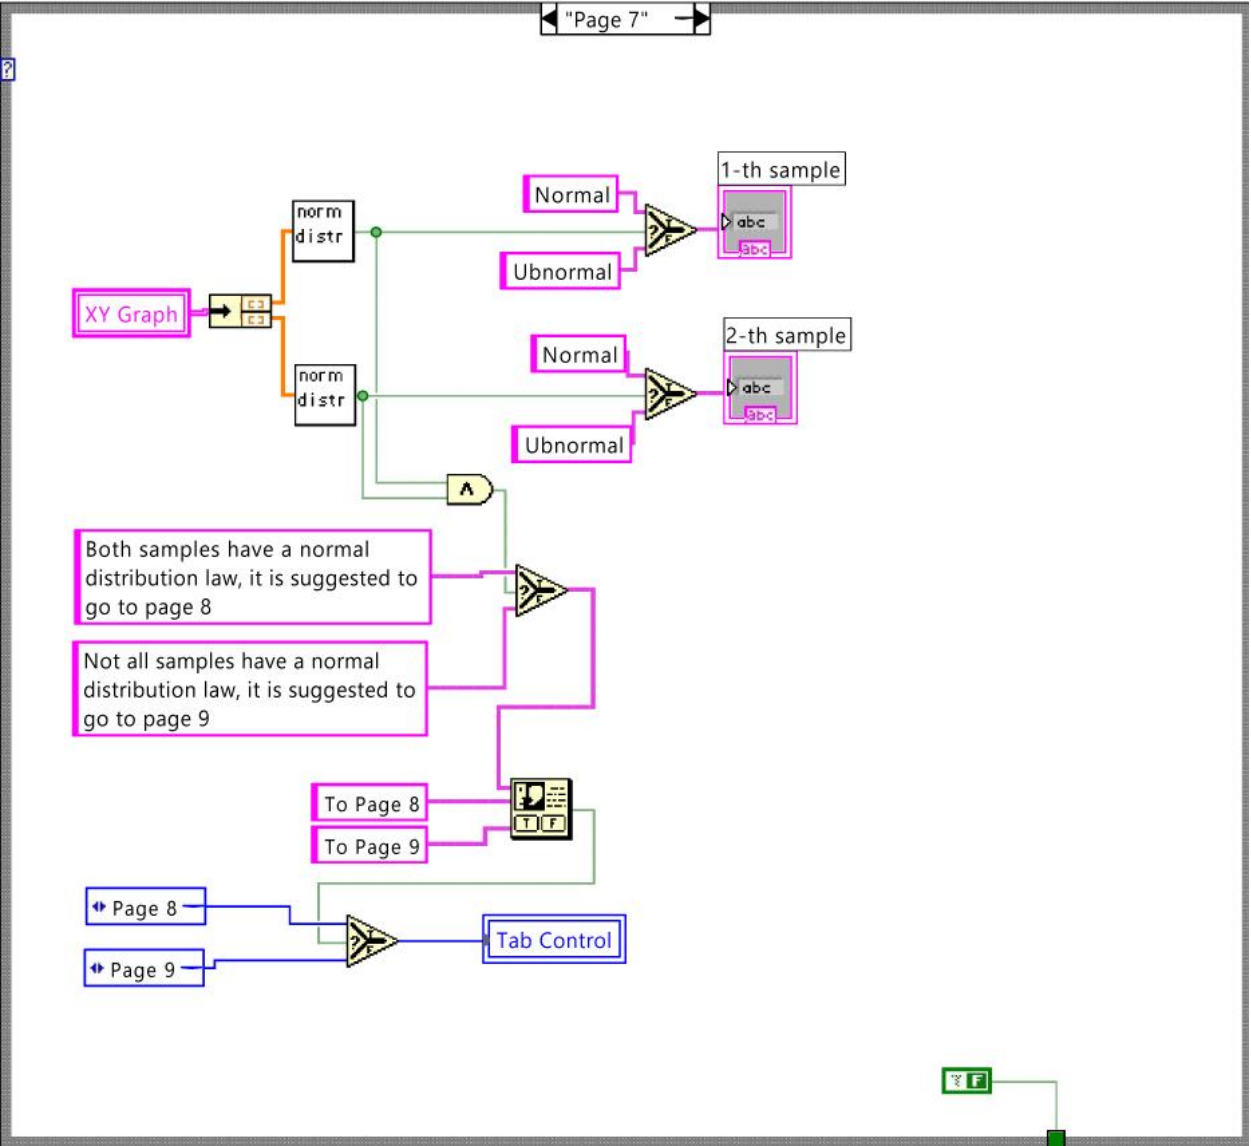 "Page 7"
?
1-th sample
Normal
norm
distr
T
?
F
abc
abc
Ubnormal
XY Graph
2-th sample
Normal
norm
distr
T
?
F
abc
abc
Ubnormal
Λ
Both samples have a normal
distribution law, it is suggested to
go to page 8
T
?
F
Not all samples have a normal
distribution law, it is suggested to
go to page 9
To Page 8
T F
To Page 9
Page 8
T
?
F
Tab Control
Page 9
? F